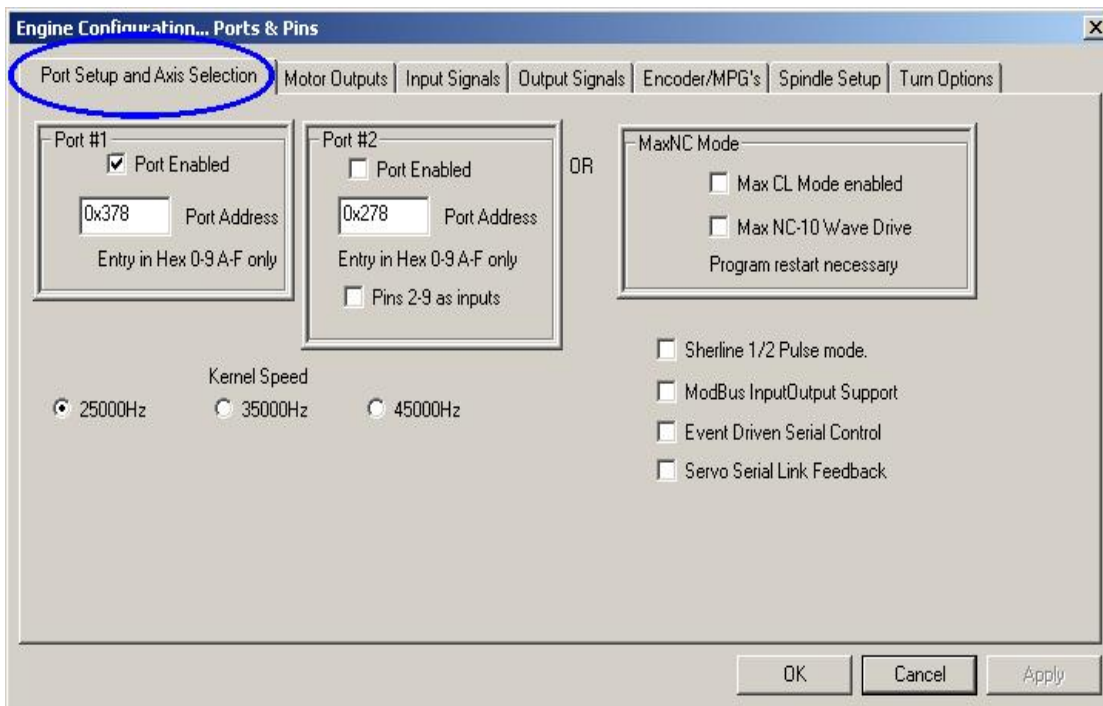 Engine Configuration... Ports & Pins
Port Setup and Axis Selection
Motor Outputs
Input Signals
Output Signals
Encoder/MPG's
Spindle Setup
Turn Options
Port #1
Port Enabled
0x378
Port Address
Entry in Hex 0-9 A-F only
Port #2
Port Enabled
0x278
Port Address
Entry in Hex 0-9 A-F only
Pins 2-9 as inputs
OR
MaxNC Mode
Max CL Mode enabled
Max NC-10 Wave Drive
Program restart necessary
Kernel Speed
25000Hz
35000Hz
45000Hz
Sherline 1/2 Pulse mode.
ModBus InputOutput Support
Event Driven Serial Control
Servo Serial Link Feedback
OK
Cancel
Apply